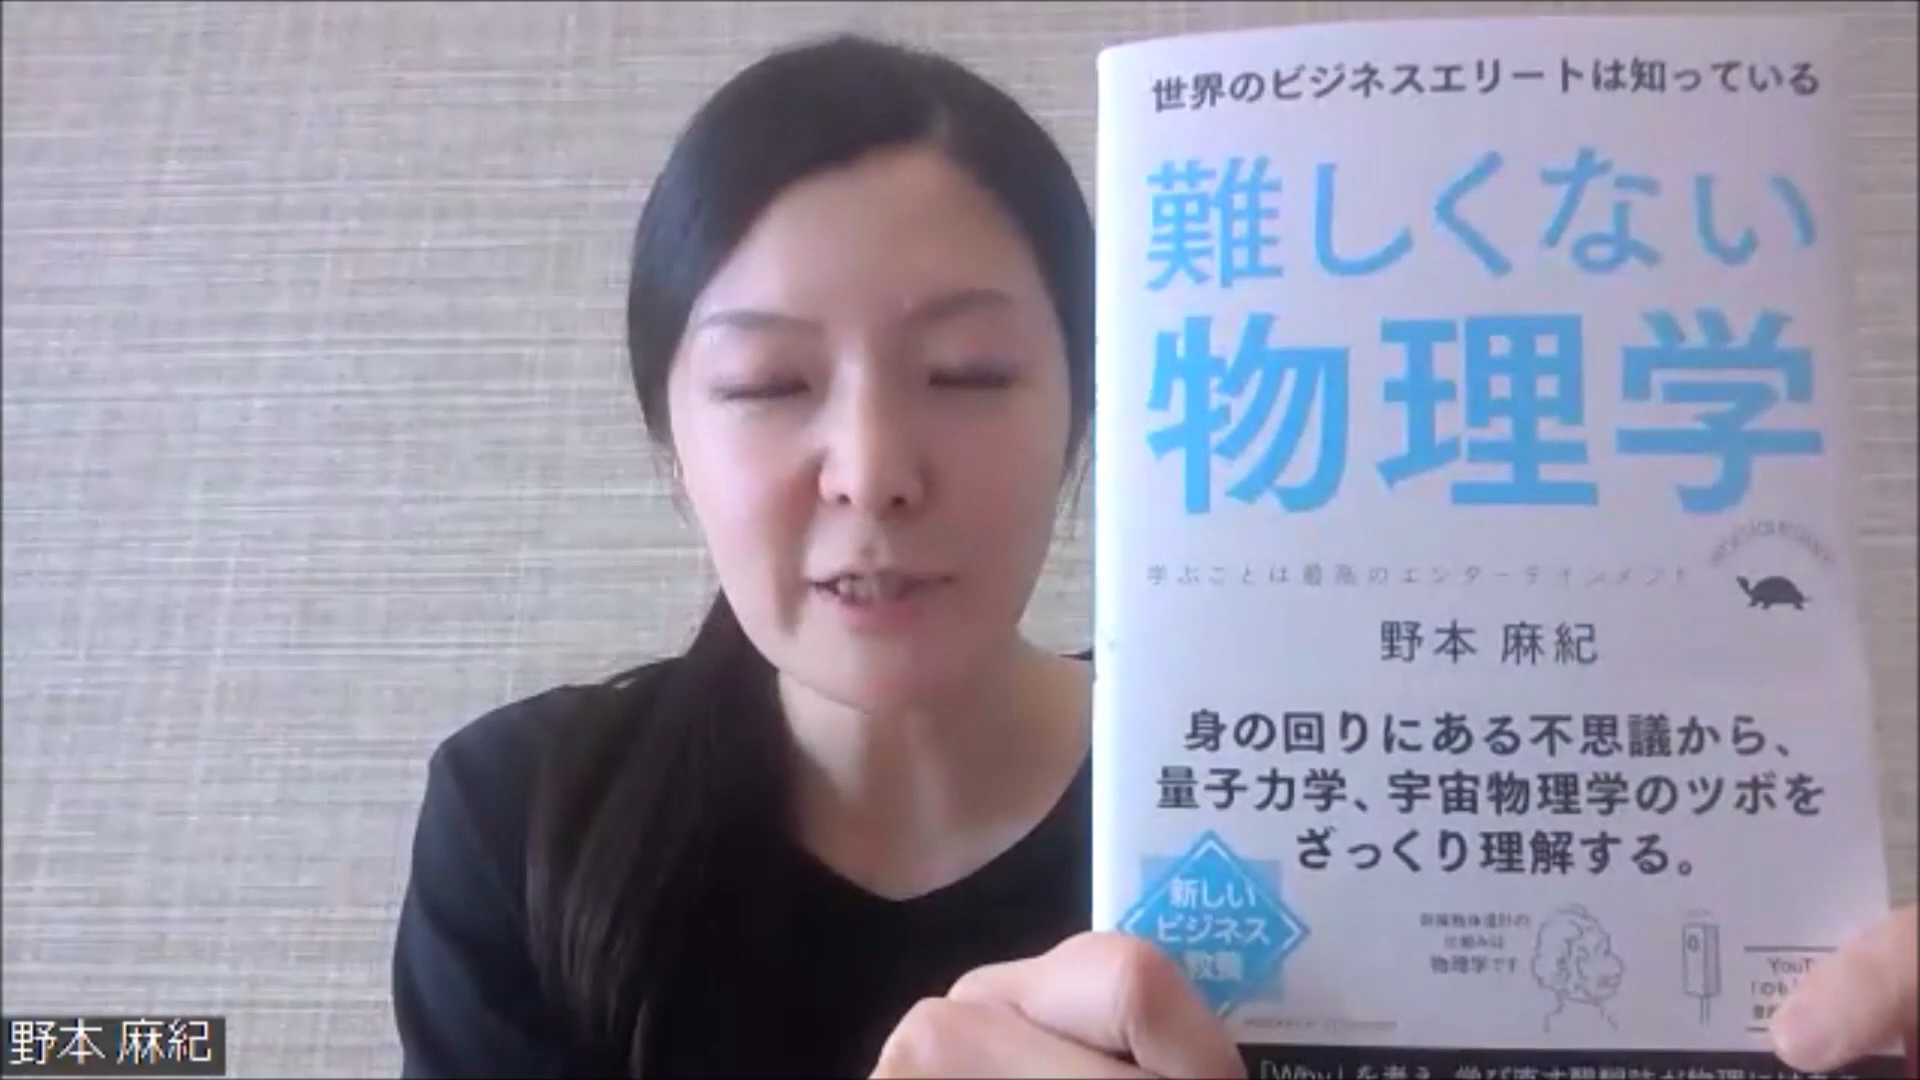 世界のビジネスエリートは知っている
難しくない
物理学
学ぶことは最高のエンターテインメント
野本 麻紀
身の回りにある不思議から、
量子力学、宇宙物理学のツボを
ざっくり理解する。
新しい
ビジネス
教養
仕組みは
物理学です
YouT
野本 麻紀